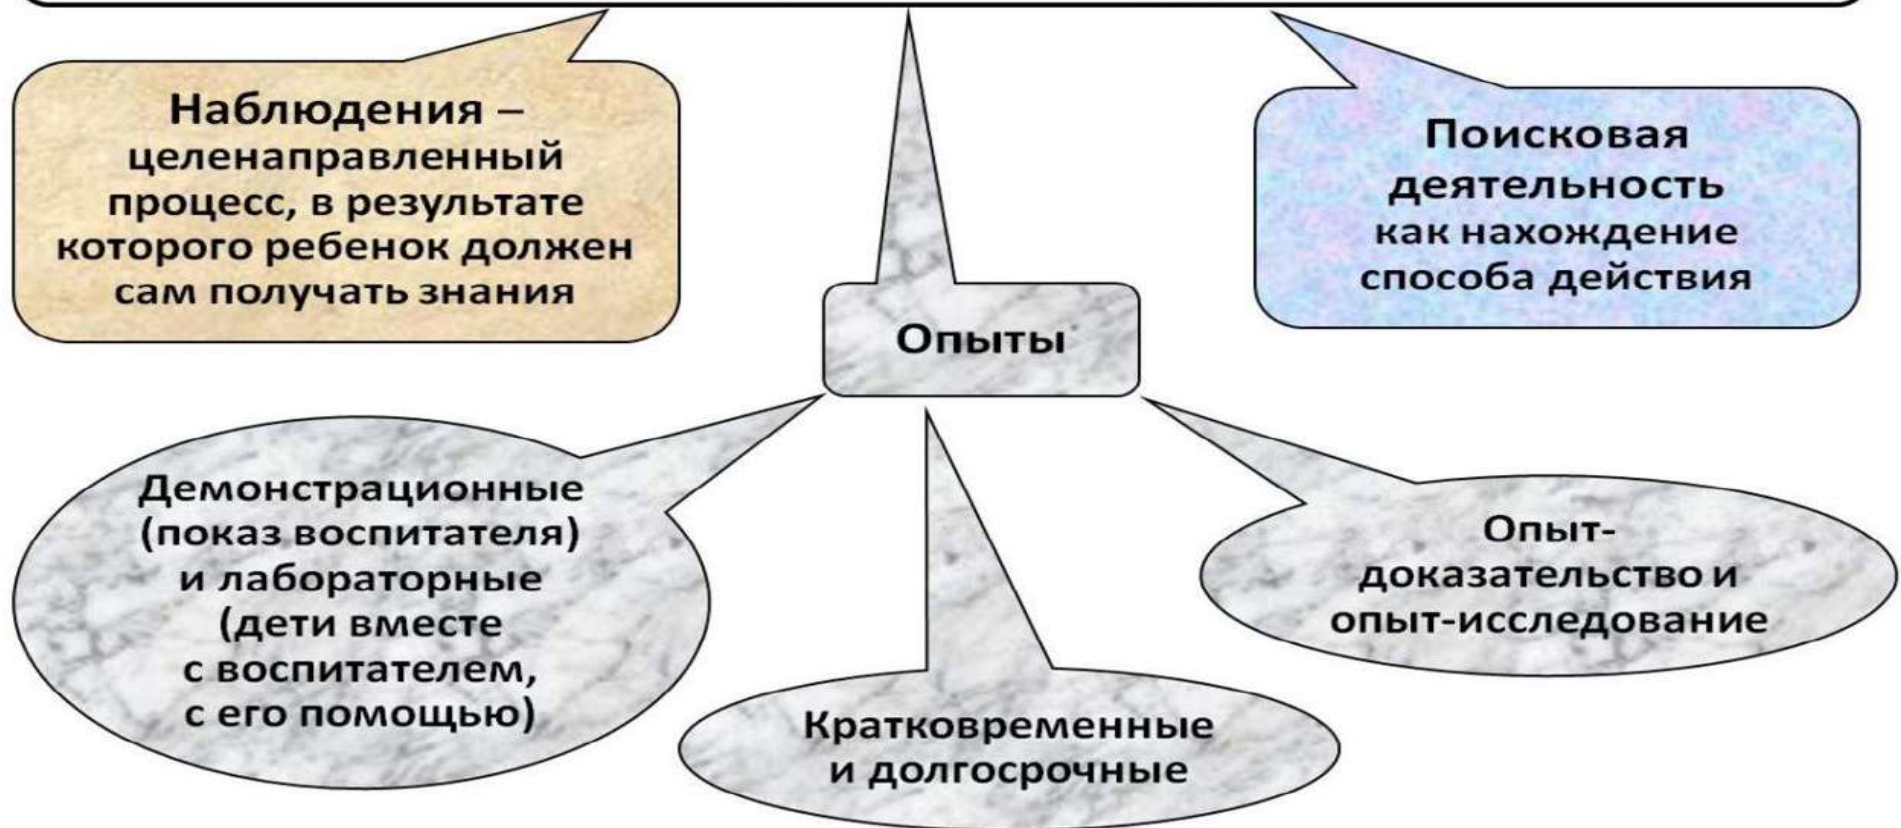 Наблюдения –
целенаправленный
процесс, в результате
которого ребенок должен
сам получать знания
Поисковая
деятельность
как нахождение
способа действия
Опыты
Демонстрационные
(показ воспитателя)
и лабораторные
(дети вместе
с воспитателем,
с его помощью)
Кратковременные
и долгосрочные
Опыт-
доказательство и
опыт-исследование